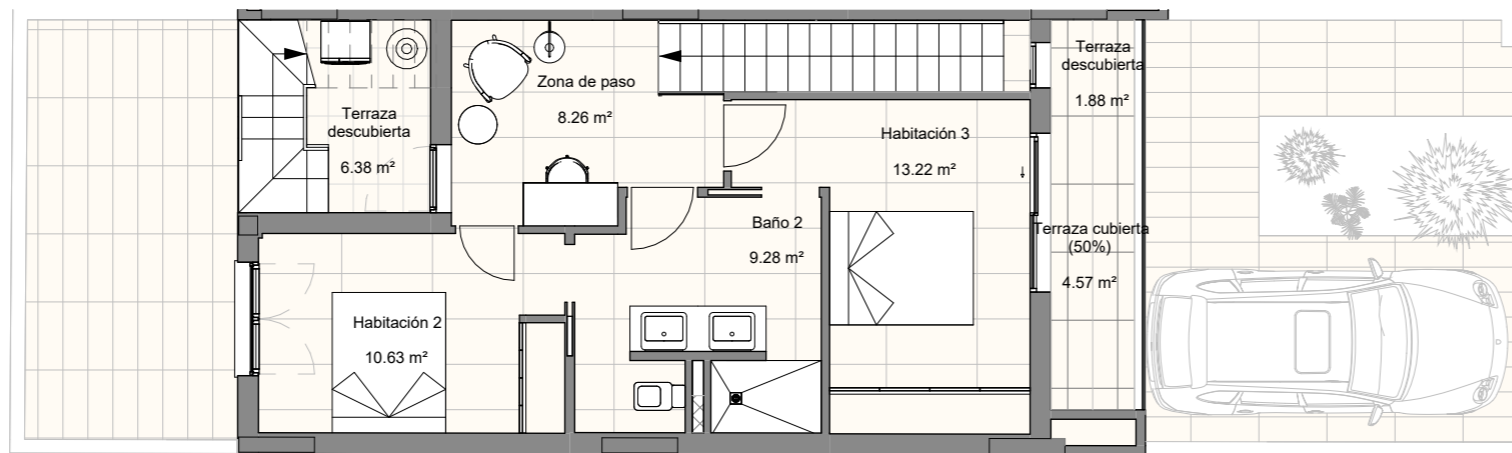 Terraza
descubierta
6.38 m²
Zona de paso
8.26 m²
Habitación 3
13.22 m²
Terraza
descubierta
1.88 m²
Baño 2
9.28 m²
Terraza cubierta
(50%)
4.57 m²
Habitación 2
10.63 m²